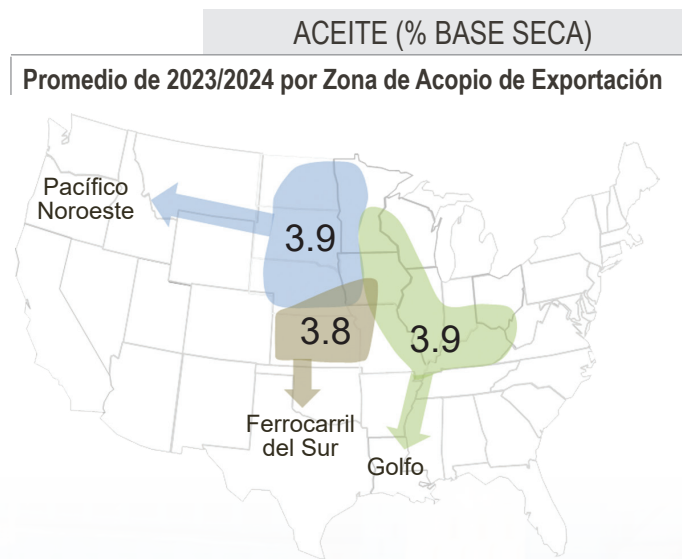 ACEITE (% BASE SECA)
Promedio de 2023/2024 por Zona de Acopio de Exportación
Pacífico
Noroeste
3.9
3.8
3.9
Ferrocarril
del Sur
Golfo